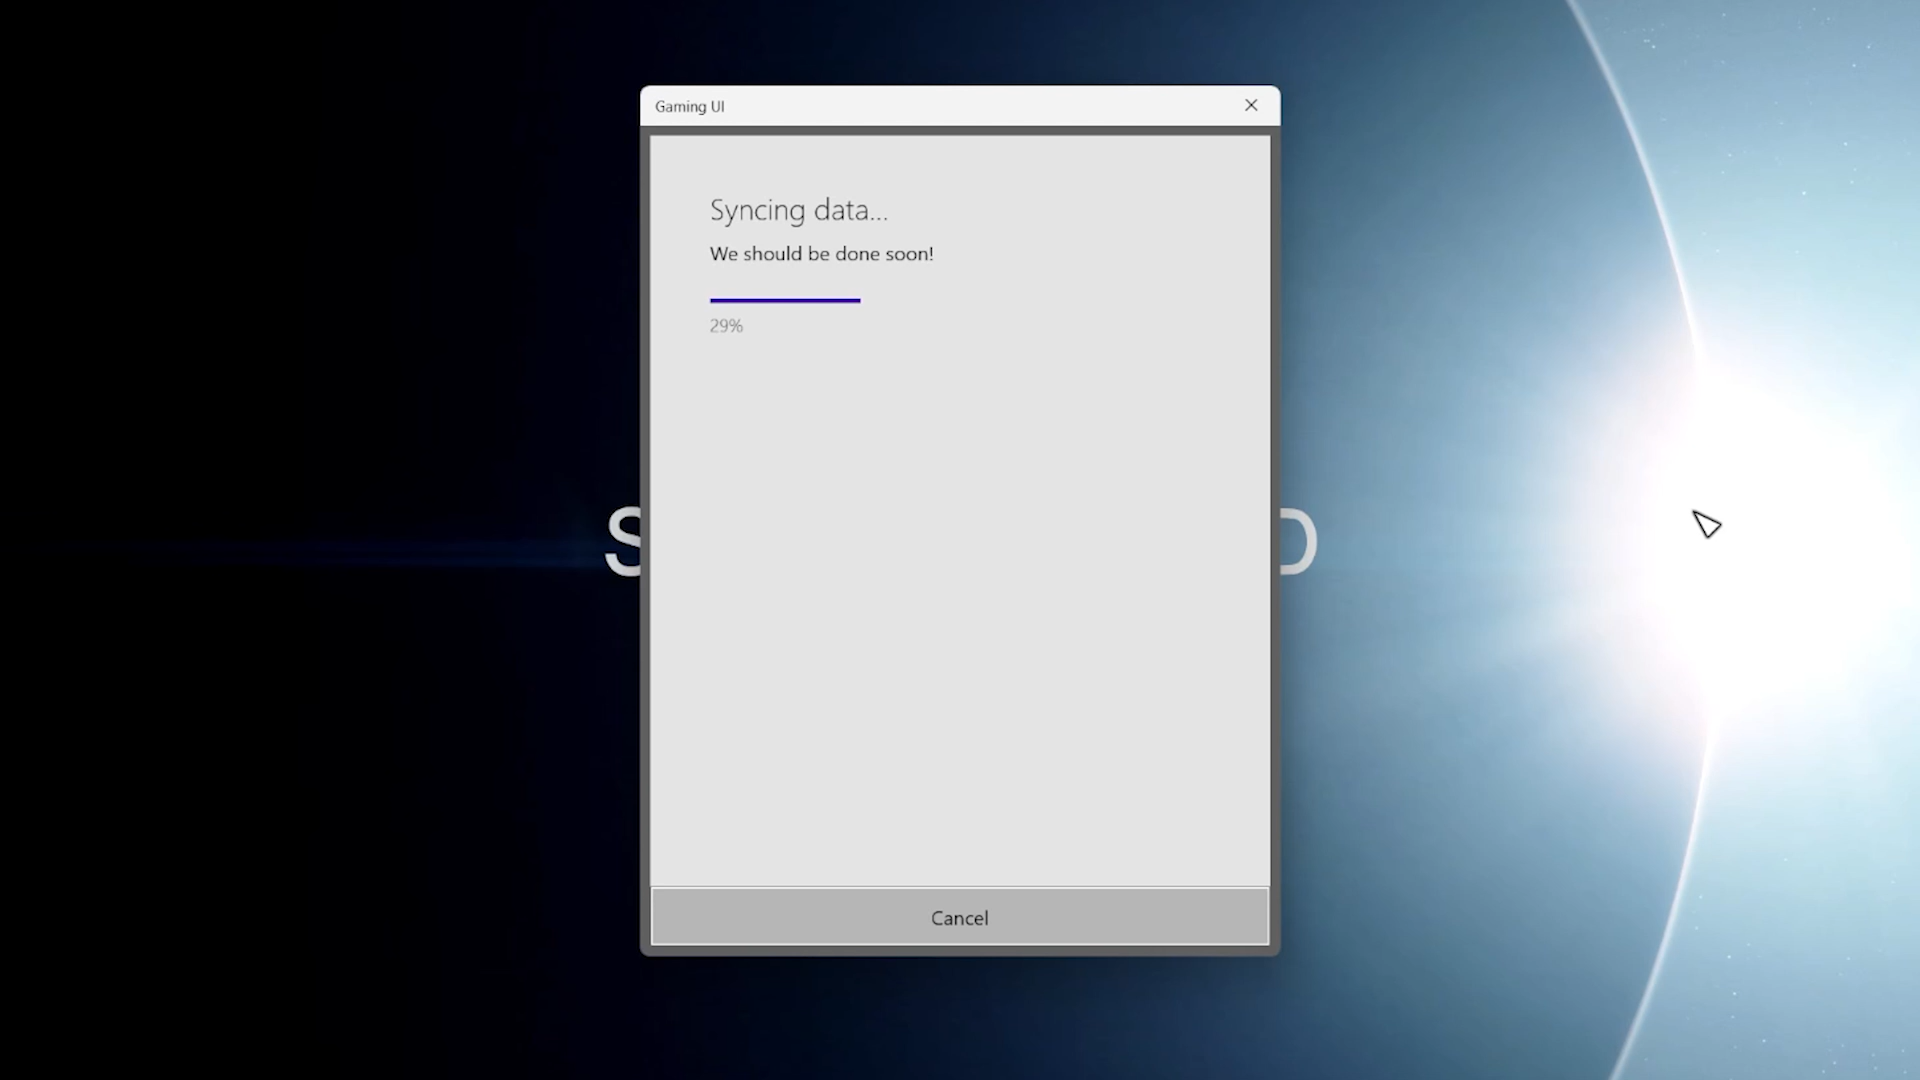 Gaming UI
Syncing data...
We should be done soon!
29%
S D
Cancel